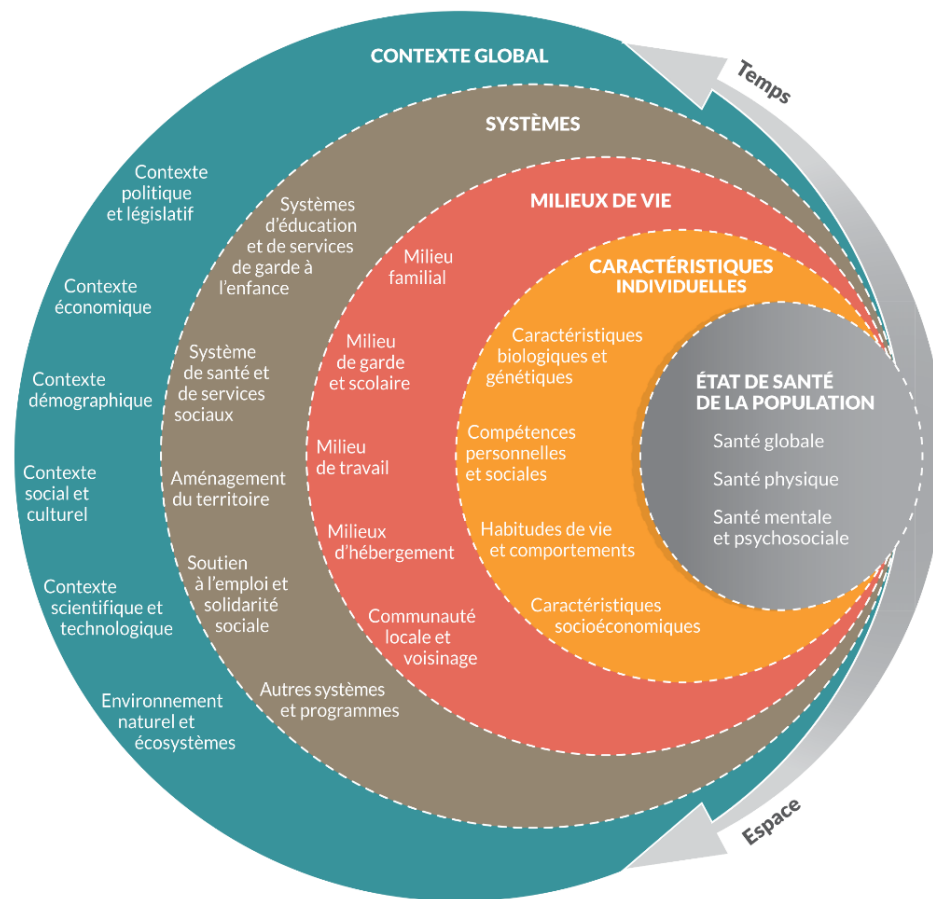 CONTEXTE GLOBAL
Contexte
politique
et législatif
Contexte
économique
Contexte
démographique
Contexte
social et
culturel
Contexte
scientifique et
technologique
Environnement
naturel et
écosystèmes
SYSTÈMES
Systèmes
d'éducation
et de services
de garde à
l'enfance
Système
de santé et
de services
sociaux
Aménagement
du territoire
Soutien
à l'emploi et
solidarité
sociale
Autres systèmes
et programmes
MILIEUX DE VIE
Milieu
familial
Milieu
de garde
et scolaire
Milieu
de travail
Milieux
d'hébergement
Communauté
locale et
voisinage
CARACTÉRISTIQUES
INDIVIDUELLES
Caractéristiques
biologiques et
génétiques
Compétences
personnelles
et sociales
Habitudes de vie
et comportements
Caractéristiques
socioéconomiques
ÉTAT DE SANTÉ
DE LA POPULATION
Santé globale
Santé physique
Santé mentale
et psychosociale
Temps
Espace